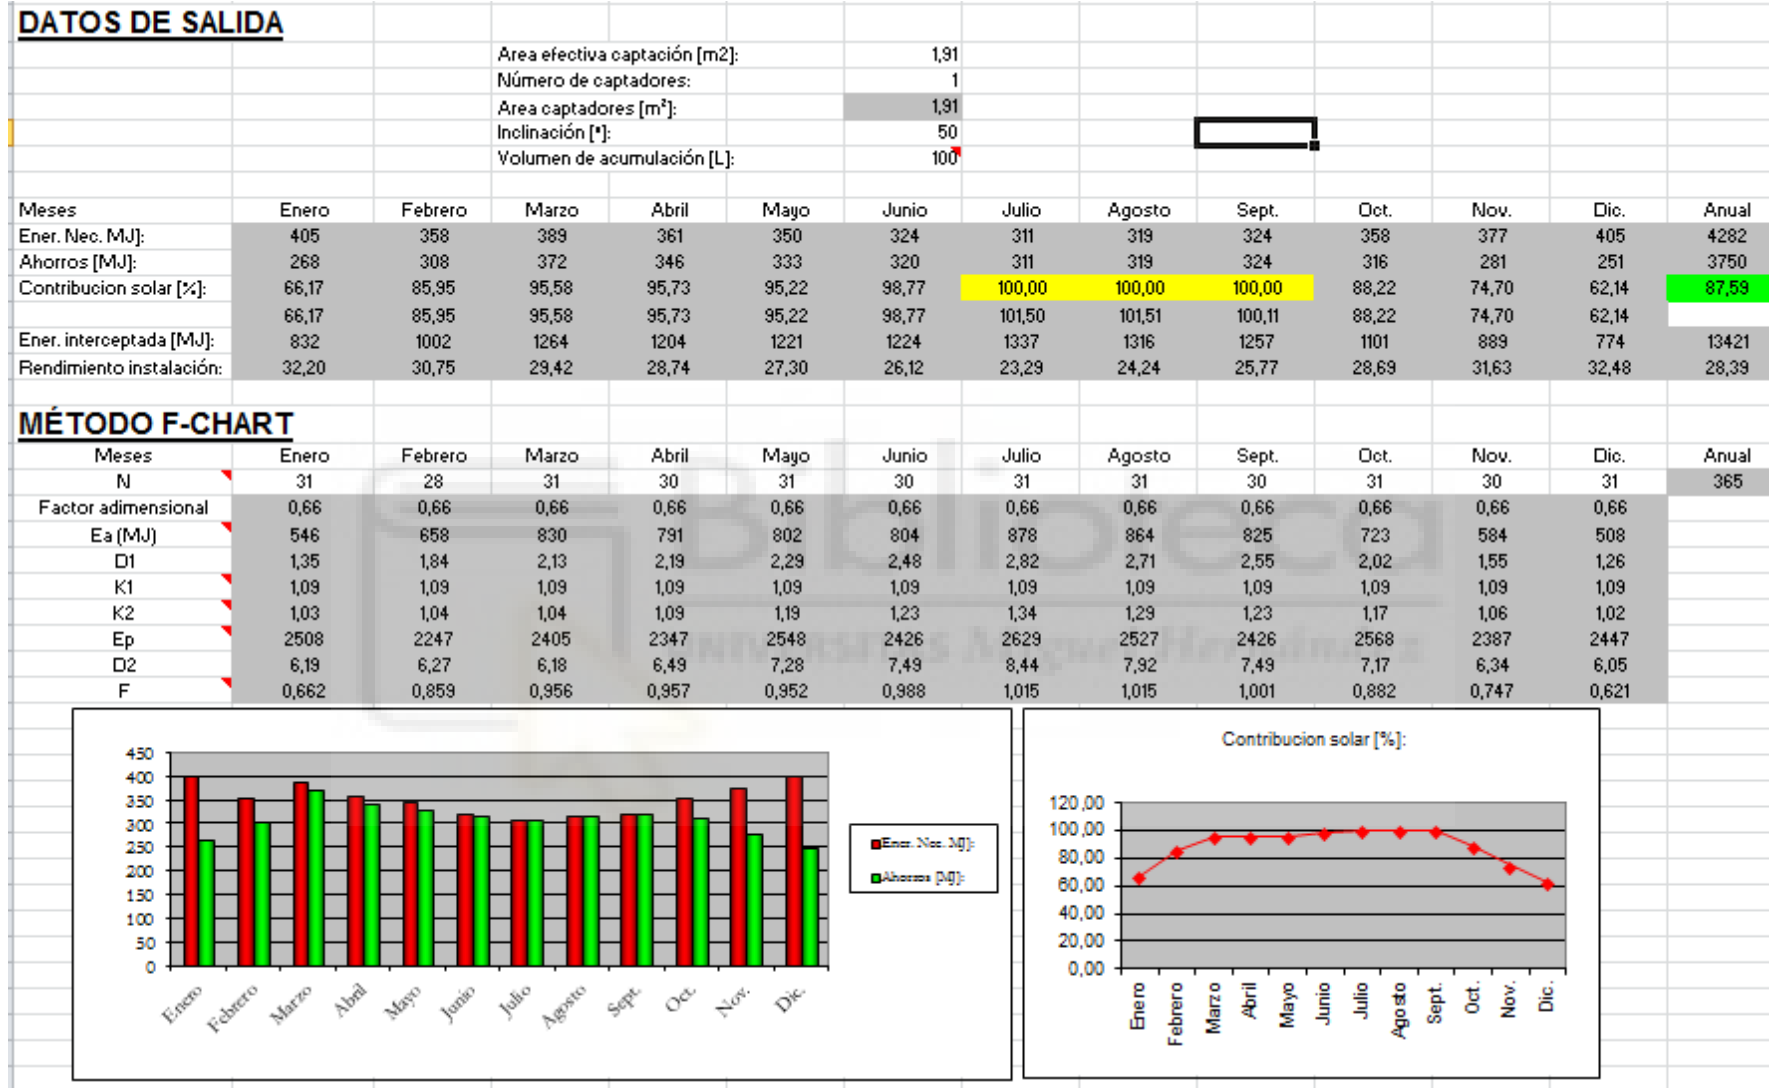 DATOS DE SALIDA
Area efectiva captación [m2]: 1,91
Número de captadores: 1
Area captadores [m²]: 1,91
Inclinación [º]: 50
Volumen de acumulación [L]: 100
Meses Enero Febrero Marzo Abril Mayo Junio Julio Agosto Sept. Oct. Nov. Dic. Anual
Ener. Nec. MJ]: 405 358 389 361 350 324 311 319 324 358 377 405 4282
Ahorros [MJ]: 268 308 372 346 333 320 311 319 324 316 281 251 3750
Contribucion solar [%]: 66,17 85,95 95,58 95,73 95,22 98,77 100,00 100,00 100,00 88,22 74,70 62,14 87,59
66,17 85,95 95,58 95,73 95,22 98,77 101,50 101,51 100,11 88,22 74,70 62,14
Ener. interceptada [MJ]: 832 1002 1264 1204 1221 1224 1337 1316 1257 1101 889 774 13421
Rendimiento instalación: 32,20 30,75 29,42 28,74 27,30 26,12 23,29 24,24 25,77 28,69 31,63 32,48 28,39
MÉTODO F-CHART
Meses Enero Febrero Marzo Abril Mayo Junio Julio Agosto Sept. Oct. Nov. Dic. Anual
N 31 28 31 30 31 30 31 31 30 31 30 31 365
Factor adimensional 0,66 0,66 0,66 0,66 0,66 0,66 0,66 0,66 0,66 0,66 0,66 0,66
Ea (MJ) 546 658 830 791 802 804 878 864 825 723 584 508
D1 1,35 1,84 2,13 2,19 2,29 2,48 2,82 2,71 2,55 2,02 1,55 1,26
K1 1,09 1,09 1,09 1,09 1,09 1,09 1,09 1,09 1,09 1,09 1,09 1,09
K2 1,03 1,04 1,04 1,09 1,19 1,23 1,34 1,29 1,23 1,17 1,06 1,02
Ep 2508 2247 2405 2347 2548 2426 2629 2527 2426 2568 2387 2447
D2 6,19 6,27 6,18 6,49 7,28 7,49 8,44 7,92 7,49 7,17 6,34 6,05
F 0,662 0,859 0,956 0,957 0,952 0,988 1,015 1,015 1,001 0,882 0,747 0,621
Biblioteca
UNIVERSITAS Miguel Hernández
450
400
350
300
250
200
150
100
50
0
Enero Febrero Marzo Abril Mayo Junio Julio Agosto Sept. Oct. Nov. Dic.
Ener. Nec. MJ]:
Ahorros [MJ]:
Contribucion solar [%]:
120,00
100,00
80,00
60,00
40,00
20,00
0,00
Enero Febrero Marzo Abril Mayo Junio Julio Agosto Sept. Oct. Nov. Dic.